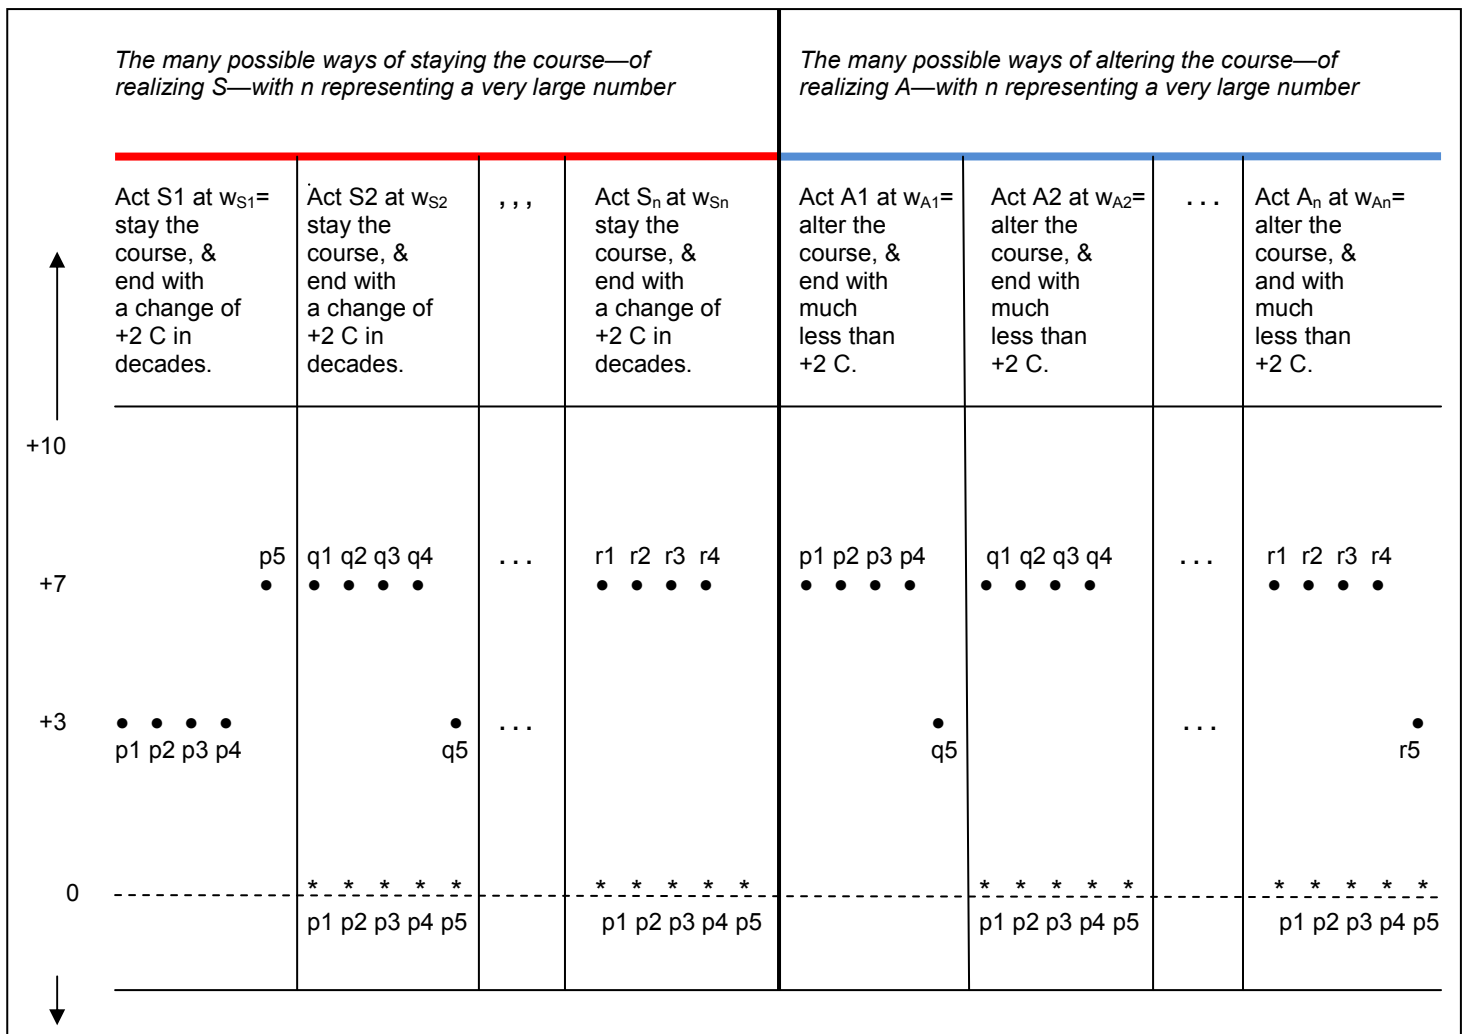 The many possible ways of staying the course—of
realizing S—with n representing a very large number
The many possible ways of altering the course—of
realizing A—with n representing a very large number
Act S1 at wS1=
stay the
course, &
end with
a change of
+2 C in
decades.
Act S2 at wS2
stay the
course, &
end with
a change of
+2 C in
decades.
, , ,
Act Sn at wSn
stay the
course, &
end with
a change of
+2 C in
decades.
Act A1 at wA1=
alter the
course, &
end with
much
less than
+2 C.
Act A2 at wA2=
alter the
course, &
end with
much
less than
+2 C.
. . .
Act An at wAn=
alter the
course, &
and with
much
less than
+2 C.
+10
p5 q1 q2 q3 q4 . . . r1 r2 r3 r4 p1 p2 p3 p4 q1 q2 q3 q4 . . . r1 r2 r3 r4
+7
+3 . . . . . .
p1 p2 p3 p4 q5 q5 r5
* * * * * * * * * * * * * * * * * * * *
0
p1 p2 p3 p4 p5 p1 p2 p3 p4 p5 p1 p2 p3 p4 p5 p1 p2 p3 p4 p5